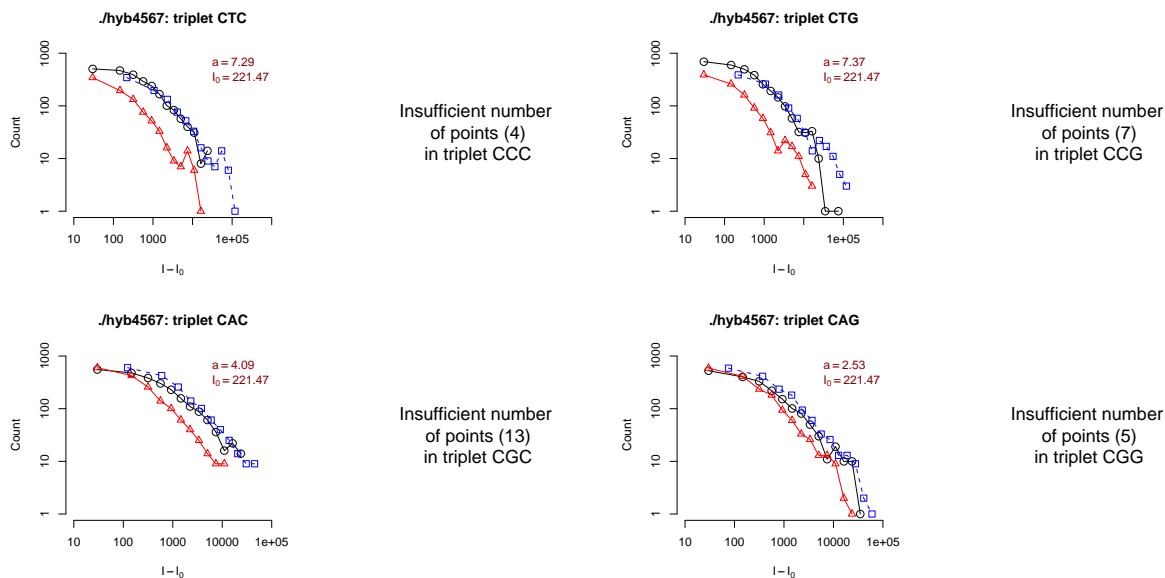 ./hyb4567: triplet CTC
1000
100
10
1
Count
a = 7.29
I0 = 221.47
10 100 1000 1e+05
I − I0
Insufficient number
of points (4)
in triplet CCC
./hyb4567: triplet CTG
1000
100
10
1
Count
a = 7.37
I0 = 221.47
10 100 1000 1e+05
I − I0
Insufficient number
of points (7)
in triplet CCG
./hyb4567: triplet CAC
1000
100
10
1
Count
a = 4.09
I0 = 221.47
10 100 1000 10000 1e+05
I − I0
Insufficient number
of points (13)
in triplet CGC
./hyb4567: triplet CAG
1000
100
10
1
Count
a = 2.53
I0 = 221.47
10 100 1000 10000 1e+05
I − I0
Insufficient number
of points (5)
in triplet CGG